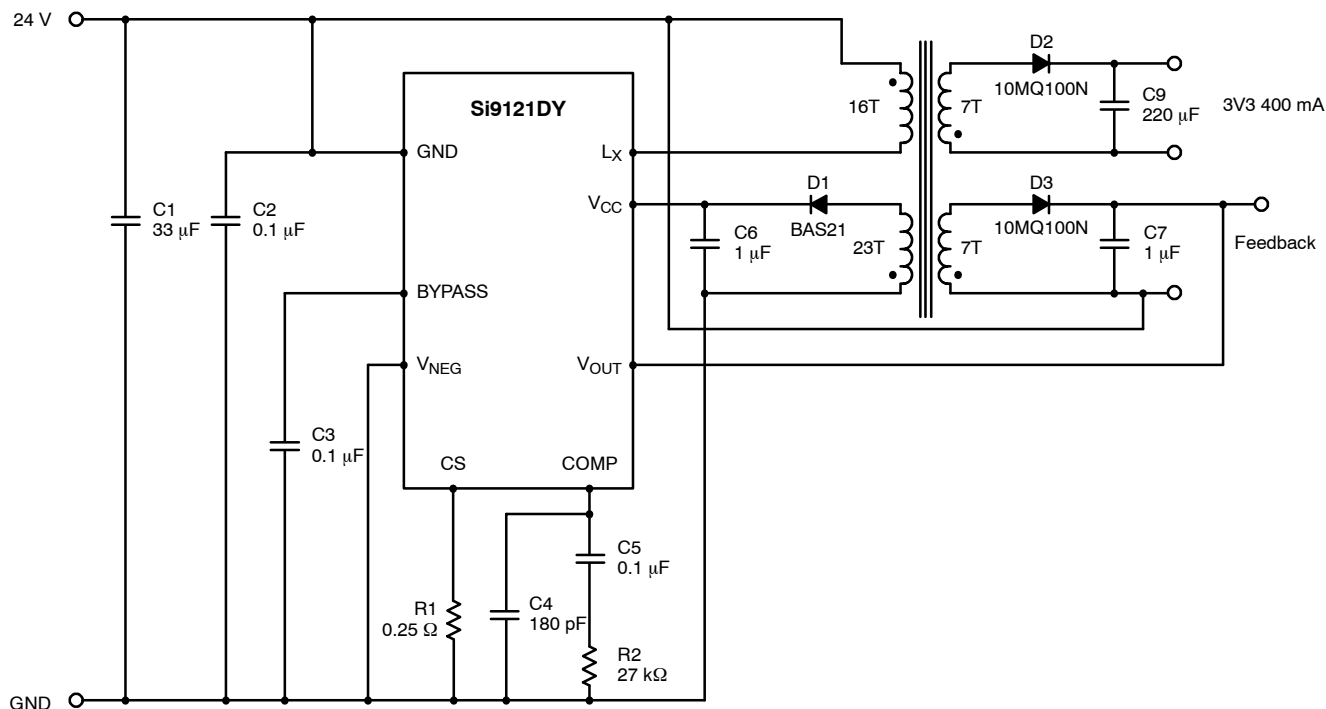 24 V
Si9121DY
GND
BYPASS
VNEG
CS
COMP
LX
VCC
VOUT
C1
33 μF
C2
0.1 μF
C3
0.1 μF
R1
0.25 Ω
C4
180 pF
C5
0.1 μF
R2
27 kΩ
C6
1 μF
D1
BAS21
16T
23T
7T
7T
D2
10MQ100N
C9
220 μF
3V3 400 mA
D3
10MQ100N
C7
1 μF
Feedback
GND